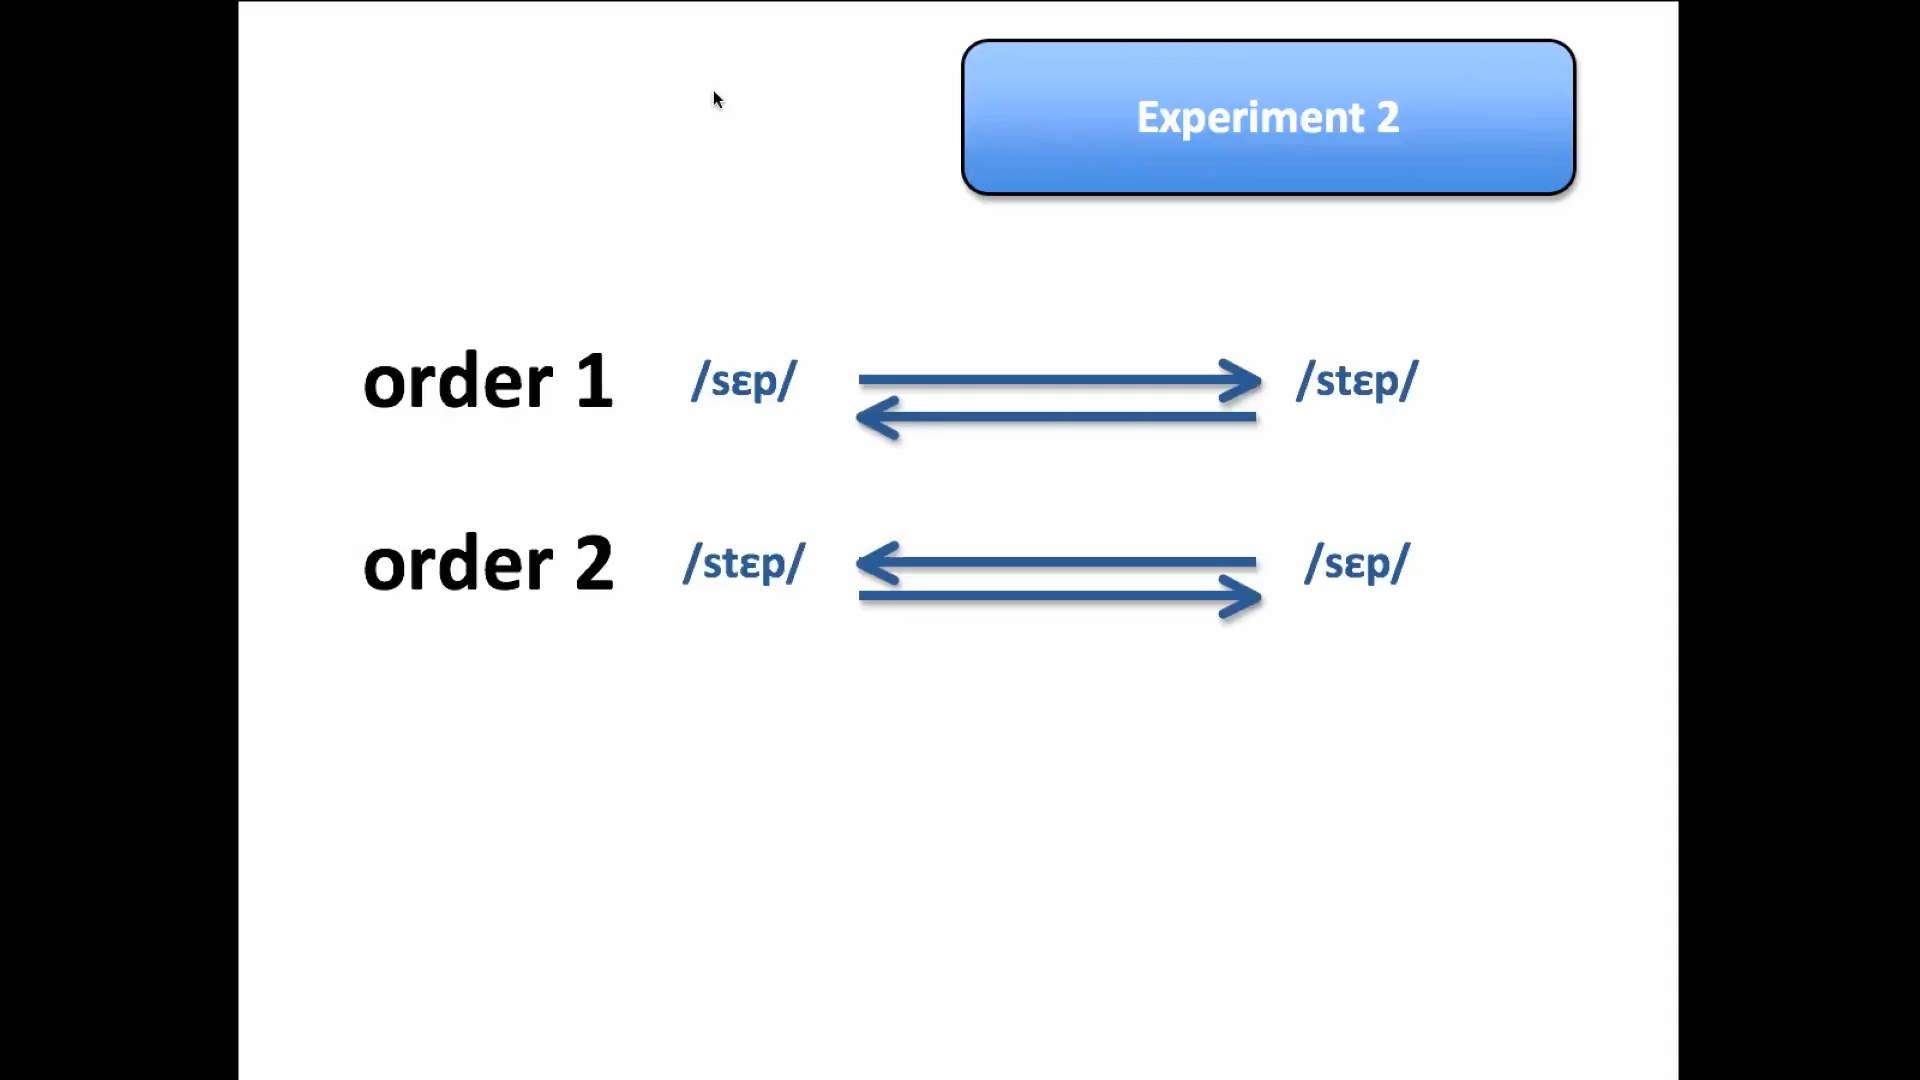 Experiment 2
order 1 /sɛp/ /stɛp/
order 2 /stɛp/ /sɛp/